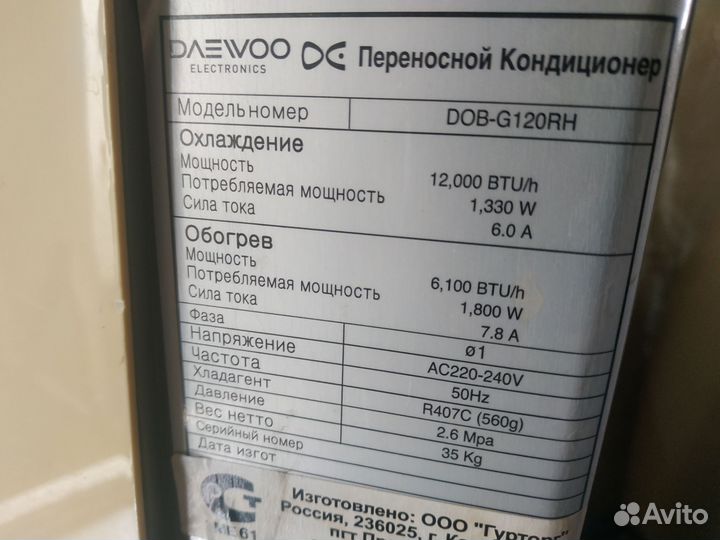 DAEWOO ELECTRONICS Переносной Кондиционер
Модель номер DOB-G120RH
Охлаждение
Мощность 12,000 BTU/h
Потребляемая мощность 1,330 W
Сила тока 6.0 A
Обогрев
Мощность 6,100 BTU/h
Потребляемая мощность 1,800 W
Сила тока 7.8 A
Фаза ø1
Напряжение AC220-240V
Частота 50Hz
Хладагент R407C (560g)
Давление 2.6 Mpa
Вес нетто 35 Kg
Серийный номер
Дата изгот
Изготовлено: ООО "Гурторг"
Россия, 236025, г.
пгт
Avito